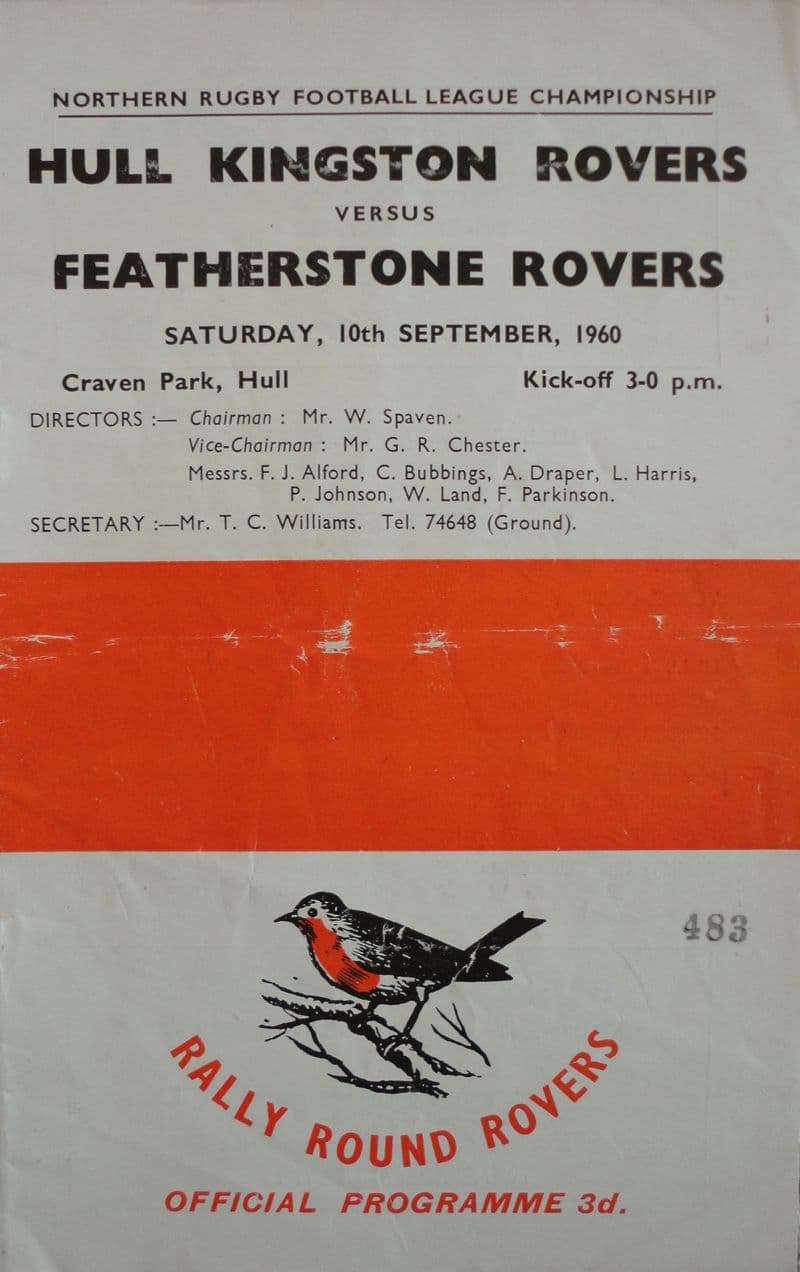 NORTHERN RUGBY FOOTBALL LEAGUE CHAMPIONSHIP
HULL KINGSTON ROVERS
VERSUS
FEATHERSTONE ROVERS
SATURDAY, 10th SEPTEMBER, 1960
Craven Park, Hull Kick-off 3-0 p.m.
DIRECTORS :— Chairman : Mr. W. Spaven.
Vice-Chairman : Mr. G. R. Chester.
Messrs. F. J. Alford, C. Bubbings, A. Draper, L. Harris,
P. Johnson, W. Land, F. Parkinson.
SECRETARY :—Mr. T. C. Williams. Tel. 74648 (Ground).
483
RALLY ROUND ROVERS
OFFICIAL PROGRAMME 3d.